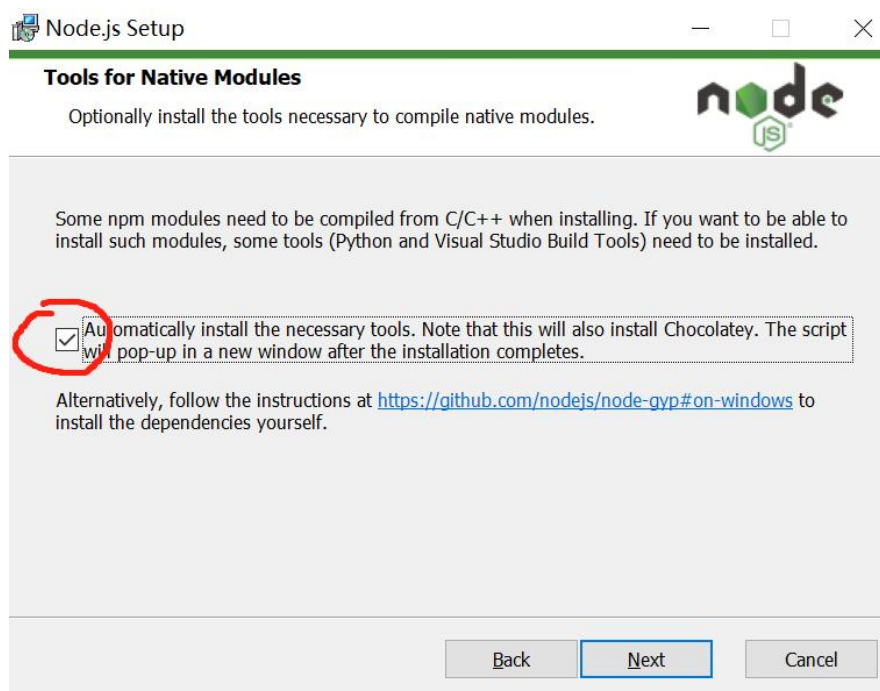 Node.js Setup
Tools for Native Modules
Optionally install the tools necessary to compile native modules.
node
JS
Some npm modules need to be compiled from C/C++ when installing. If you want to be able to
install such modules, some tools (Python and Visual Studio Build Tools) need to be installed.
Automatically install the necessary tools. Note that this will also install Chocolatey. The script
will pop-up in a new window after the installation completes.
Alternatively, follow the instructions at https://github.com/nodejs/node-gyp#on-windows to
install the dependencies yourself.
Back
Next
Cancel